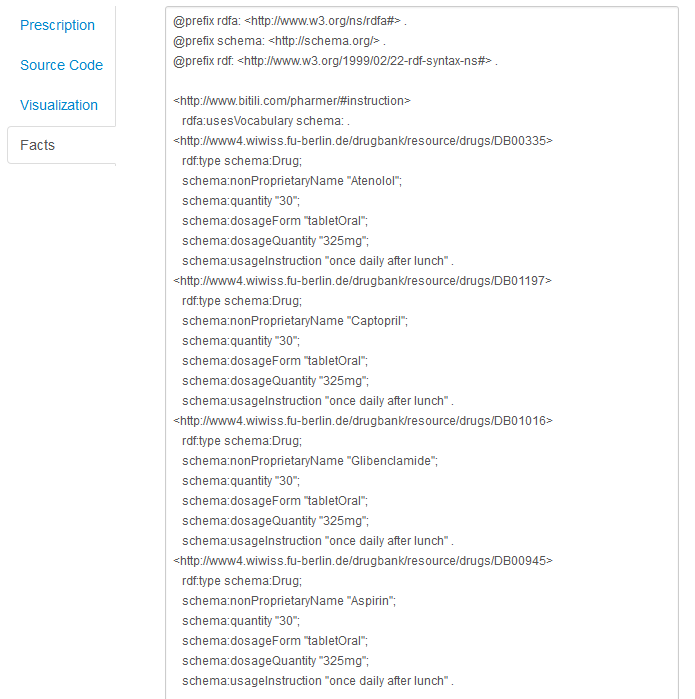 Prescription
Source Code
Visualization
Facts
@prefix rdfa: <http://www.w3.org/ns/rdfa#> .
@prefix schema: <http://schema.org/> .
@prefix rdf: <http://www.w3.org/1999/02/22-rdf-syntax-ns#> .
<http://www.bitili.com/pharmer/#instruction>
rdfa:usesVocabulary schema: .
<http://www4.wiwiss.fu-berlin.de/drugbank/resource/drugs/DB00335>
rdf:type schema:Drug;
schema:nonProprietaryName "Atenolol";
schema:quantity "30";
schema:dosageForm "tabletOral";
schema:dosageQuantity "325mg";
schema:usageInstruction "once daily after lunch" .
<http://www4.wiwiss.fu-berlin.de/drugbank/resource/drugs/DB01197>
rdf:type schema:Drug;
schema:nonProprietaryName "Captopril";
schema:quantity "30";
schema:dosageForm "tabletOral";
schema:dosageQuantity "325mg";
schema:usageInstruction "once daily after lunch" .
<http://www4.wiwiss.fu-berlin.de/drugbank/resource/drugs/DB01016>
rdf:type schema:Drug;
schema:nonProprietaryName "Glibenclamide";
schema:quantity "30";
schema:dosageForm "tabletOral";
schema:dosageQuantity "325mg";
schema:usageInstruction "once daily after lunch" .
<http://www4.wiwiss.fu-berlin.de/drugbank/resource/drugs/DB00945>
rdf:type schema:Drug;
schema:nonProprietaryName "Aspirin";
schema:quantity "30";
schema:dosageForm "tabletOral";
schema:dosageQuantity "325mg";
schema:usageInstruction "once daily after lunch" .